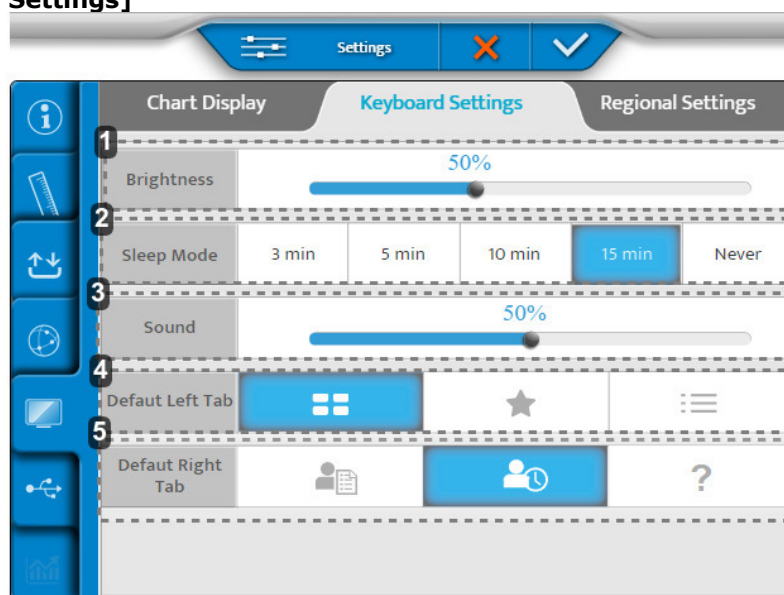 Settings]
Settings
Chart Display Keyboard Settings Regional Settings
1
50%
Brightness
2
Sleep Mode 3 min 5 min 10 min 15 min Never
3
50%
Sound
4
Defaut Left Tab
5
Defaut Right
Tab
?